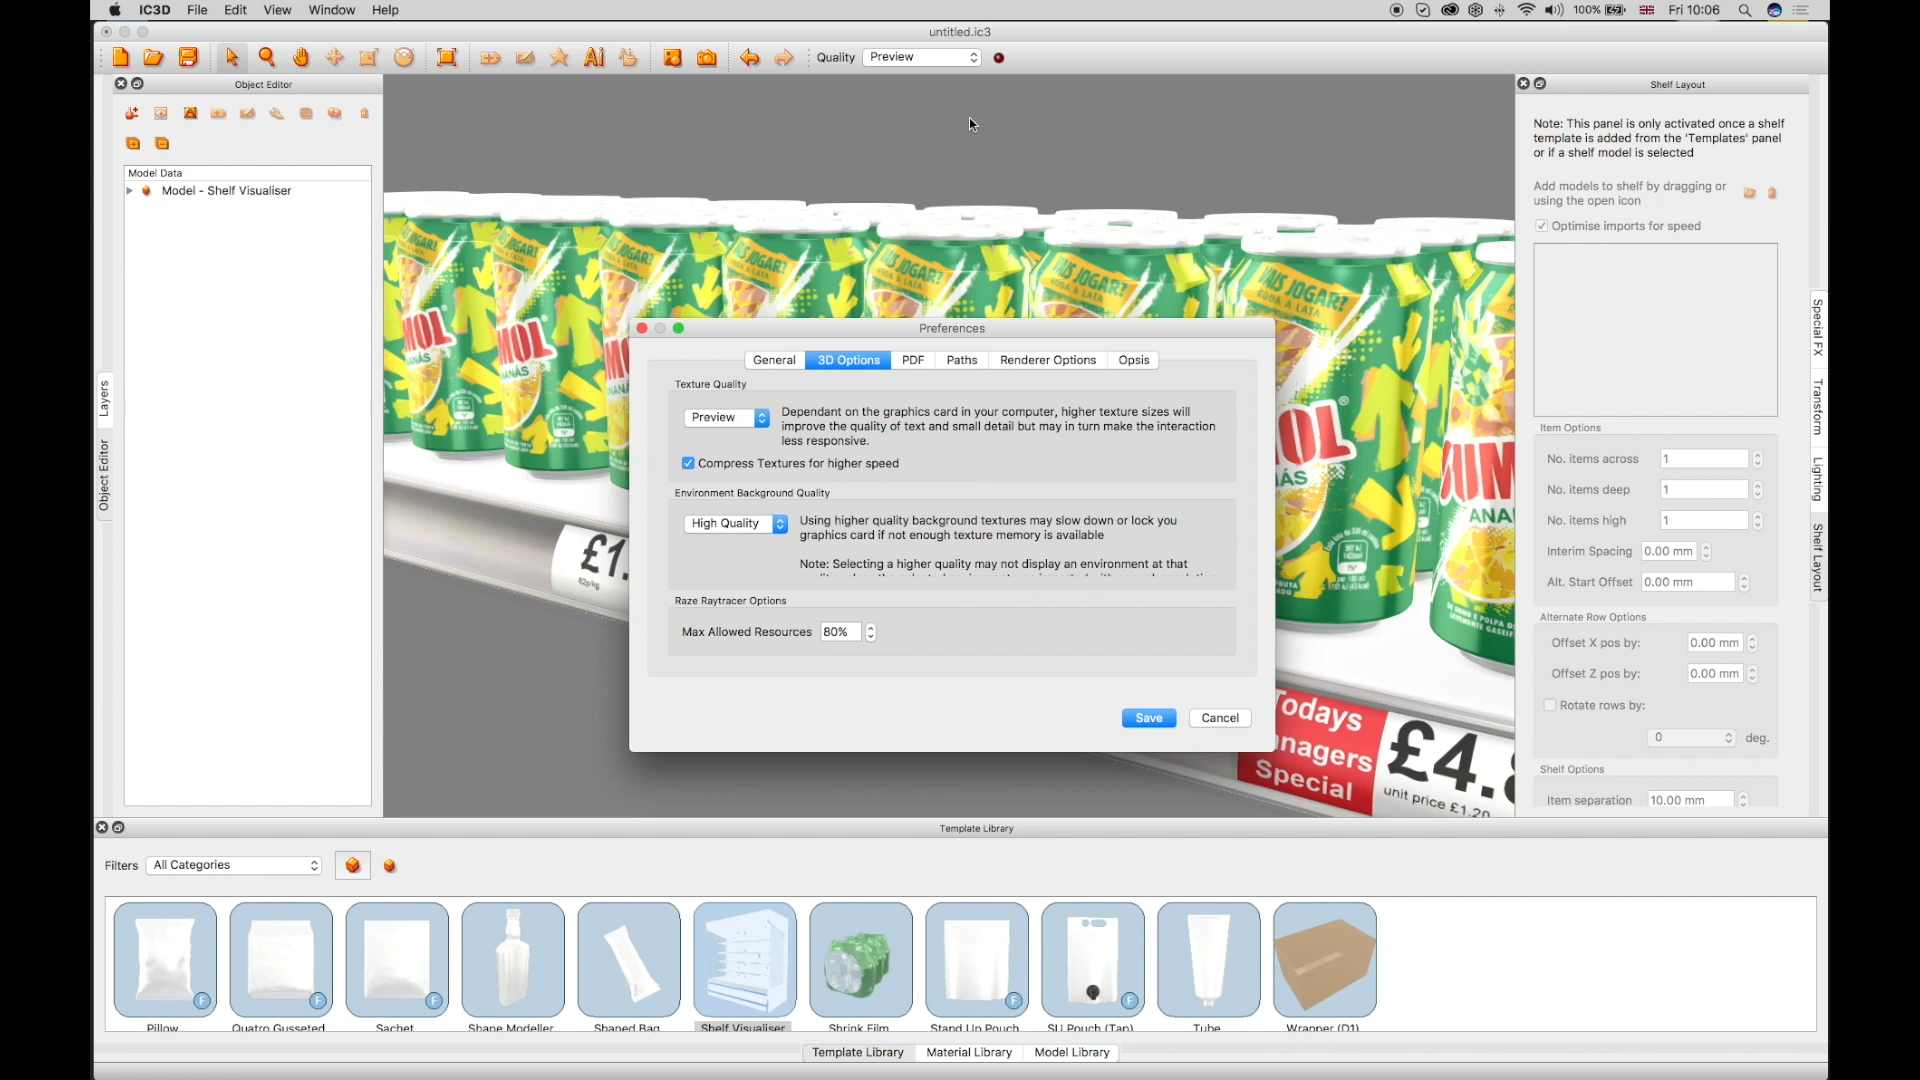 IC3D File Edit View Window Help
100% Fri 10:06
untitled.ic3
Quality Preview
Object Editor
Model Data
Model - Shelf Visualiser
Layers
Object Editor
Preferences
General 3D Options PDF Paths Renderer Options Opsis
Texture Quality
Preview
Dependant on the graphics card in your computer, higher texture sizes will
improve the quality of text and small detail but may in turn make the interaction
less responsive.
Compress Textures for higher speed
Environment Background Quality
High Quality
Using higher quality background textures may slow down or lock you
graphics card if not enough texture memory is available
Note: Selecting a higher quality may not display an environment at that
Raze Raytracer Options
Max Allowed Resources 80%
Save Cancel
£1.
62p/kg
Todays
anagers
Special
£4.8
unit price £1.20
Shelf Layout
Note: This panel is only activated once a shelf
template is added from the 'Templates' panel
or if a shelf model is selected
Add models to shelf by dragging or
using the open icon
Optimise imports for speed
Item Options
No. items across 1
No. items deep 1
No. items high 1
Interim Spacing 0.00 mm
Alt. Start Offset 0.00 mm
Alternate Row Options
Offset X pos by: 0.00 mm
Offset Z pos by: 0.00 mm
Rotate rows by:
0 deg.
Shelf Options
Item separation 10.00 mm
Special FX
Transform
Lighting
Shelf Layout
Template Library
Filters All Categories
Pillow Quatro Gusseted Sachet Shape Modeller Shaped Bag Shelf Visualiser Shrink Film Stand Up Pouch SU Pouch (Tap) Tube Wrapper (D1)
Template Library Material Library Model Library